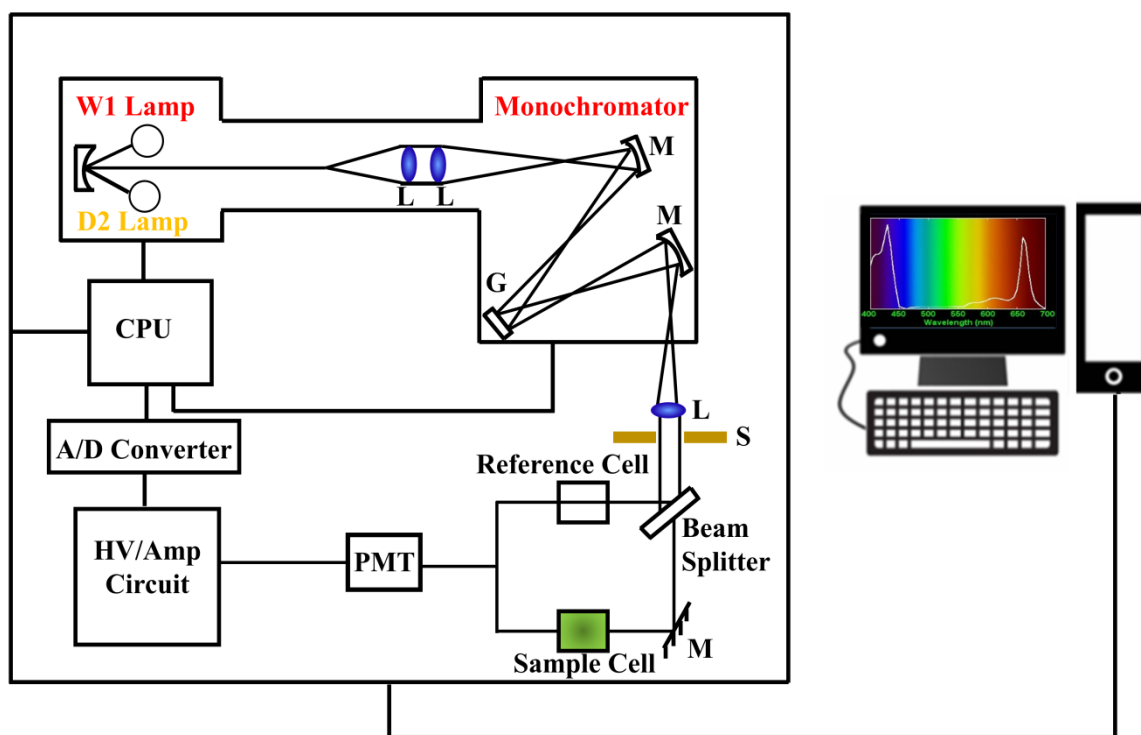 W1 Lamp
Monochromator
M
L L
D2 Lamp
M
G
CPU
400 450 500 550 600 650 700
Wavelength (nm)
L
S
A/D Converter
Reference Cell
Beam
Splitter
HV/Amp
Circuit
PMT
M
Sample Cell